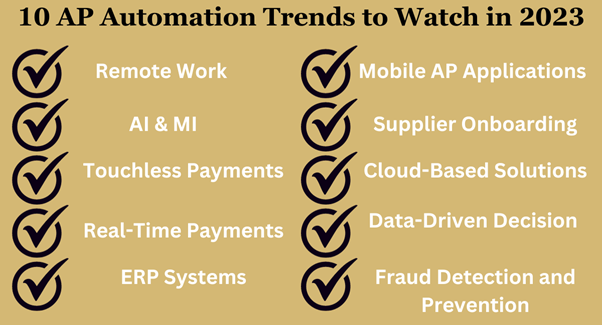 10 AP Automation Trends to Watch in 2023
Remote Work
AI & MI
Touchless Payments
Real-Time Payments
ERP Systems
Mobile AP Applications
Supplier Onboarding
Cloud-Based Solutions
Data-Driven Decision
Fraud Detection and
Prevention